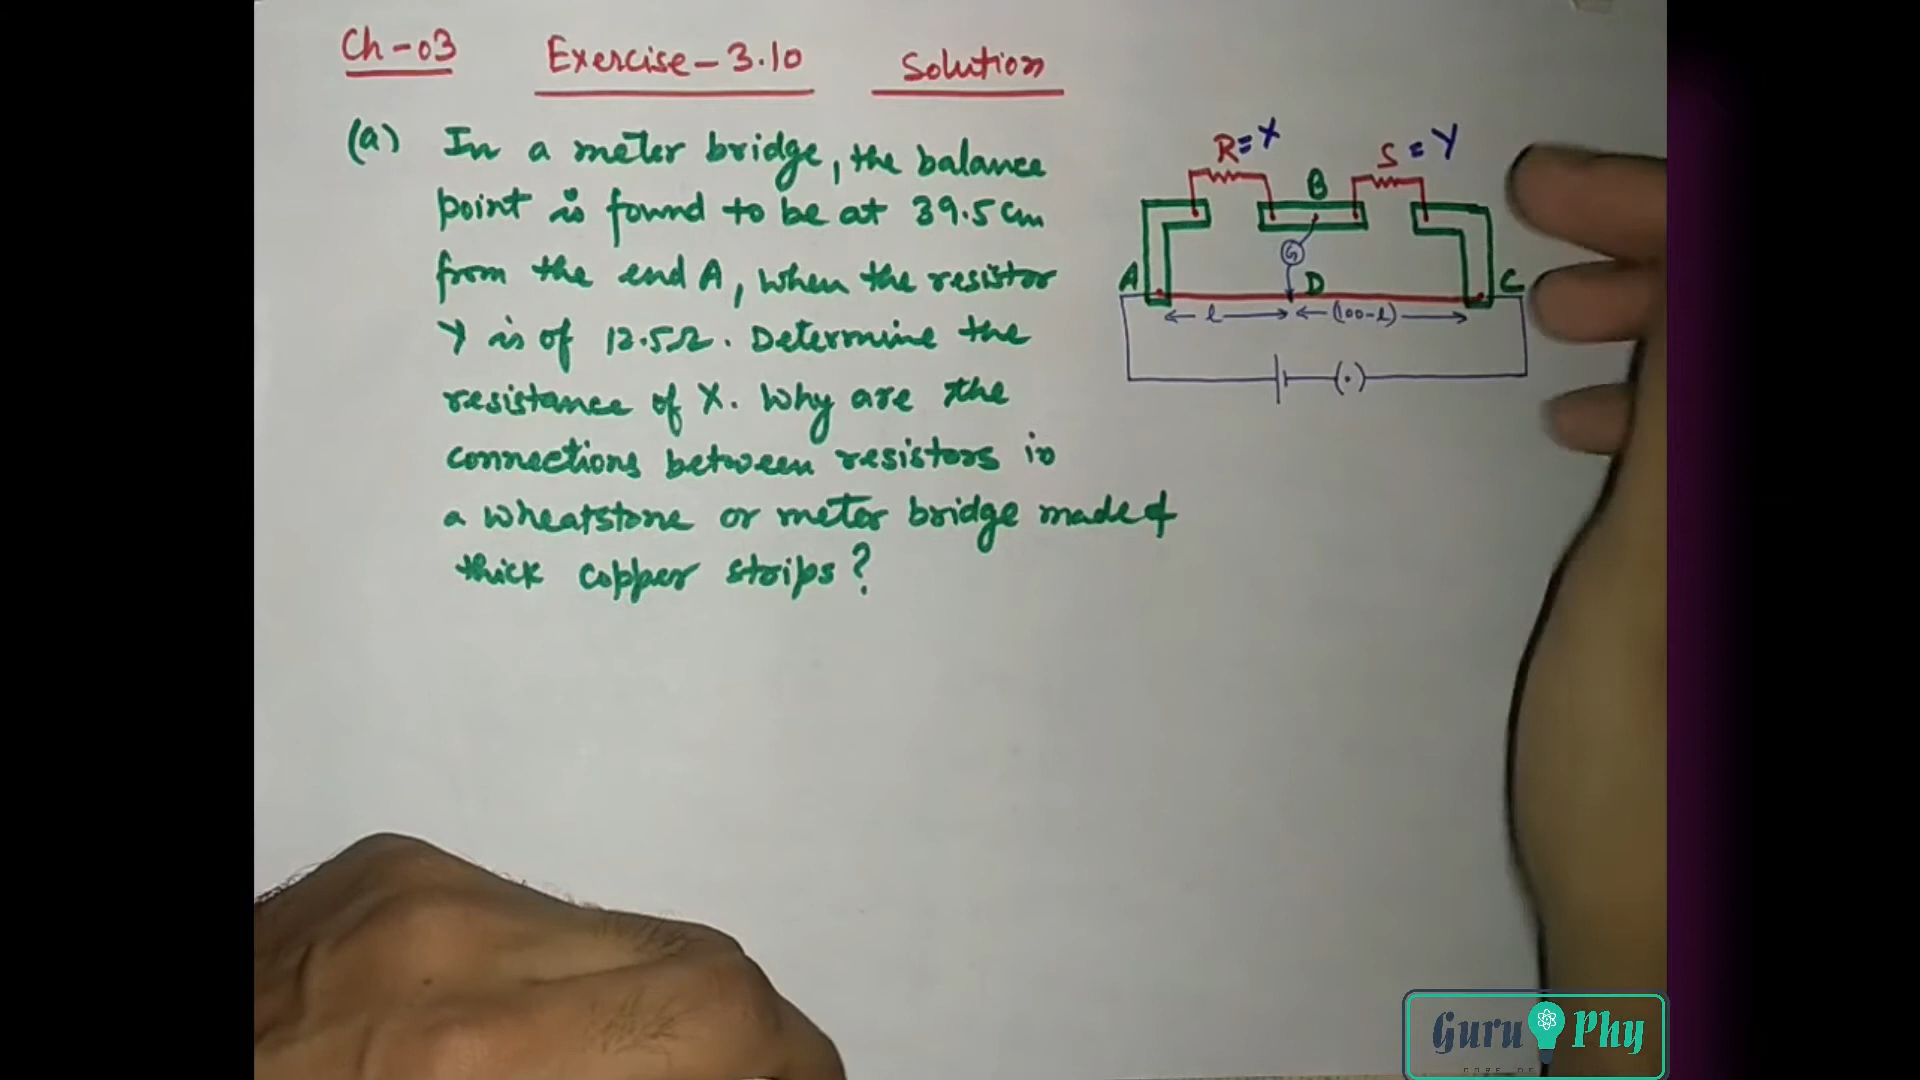 Ch-03 Exercise-3.10 Solution
(a) In a meter bridge, the balance
point is found to be at 39.5 cm
from the end A, when the resistor
Y is of 12.5Ω. Determine the
resistance of X. Why are the
connections between resistors in
a wheatstone or meter bridge made of
thick copper strips?
R=X
S=Y
B
G
A
D
C
l
(100-l)
Guru Phy